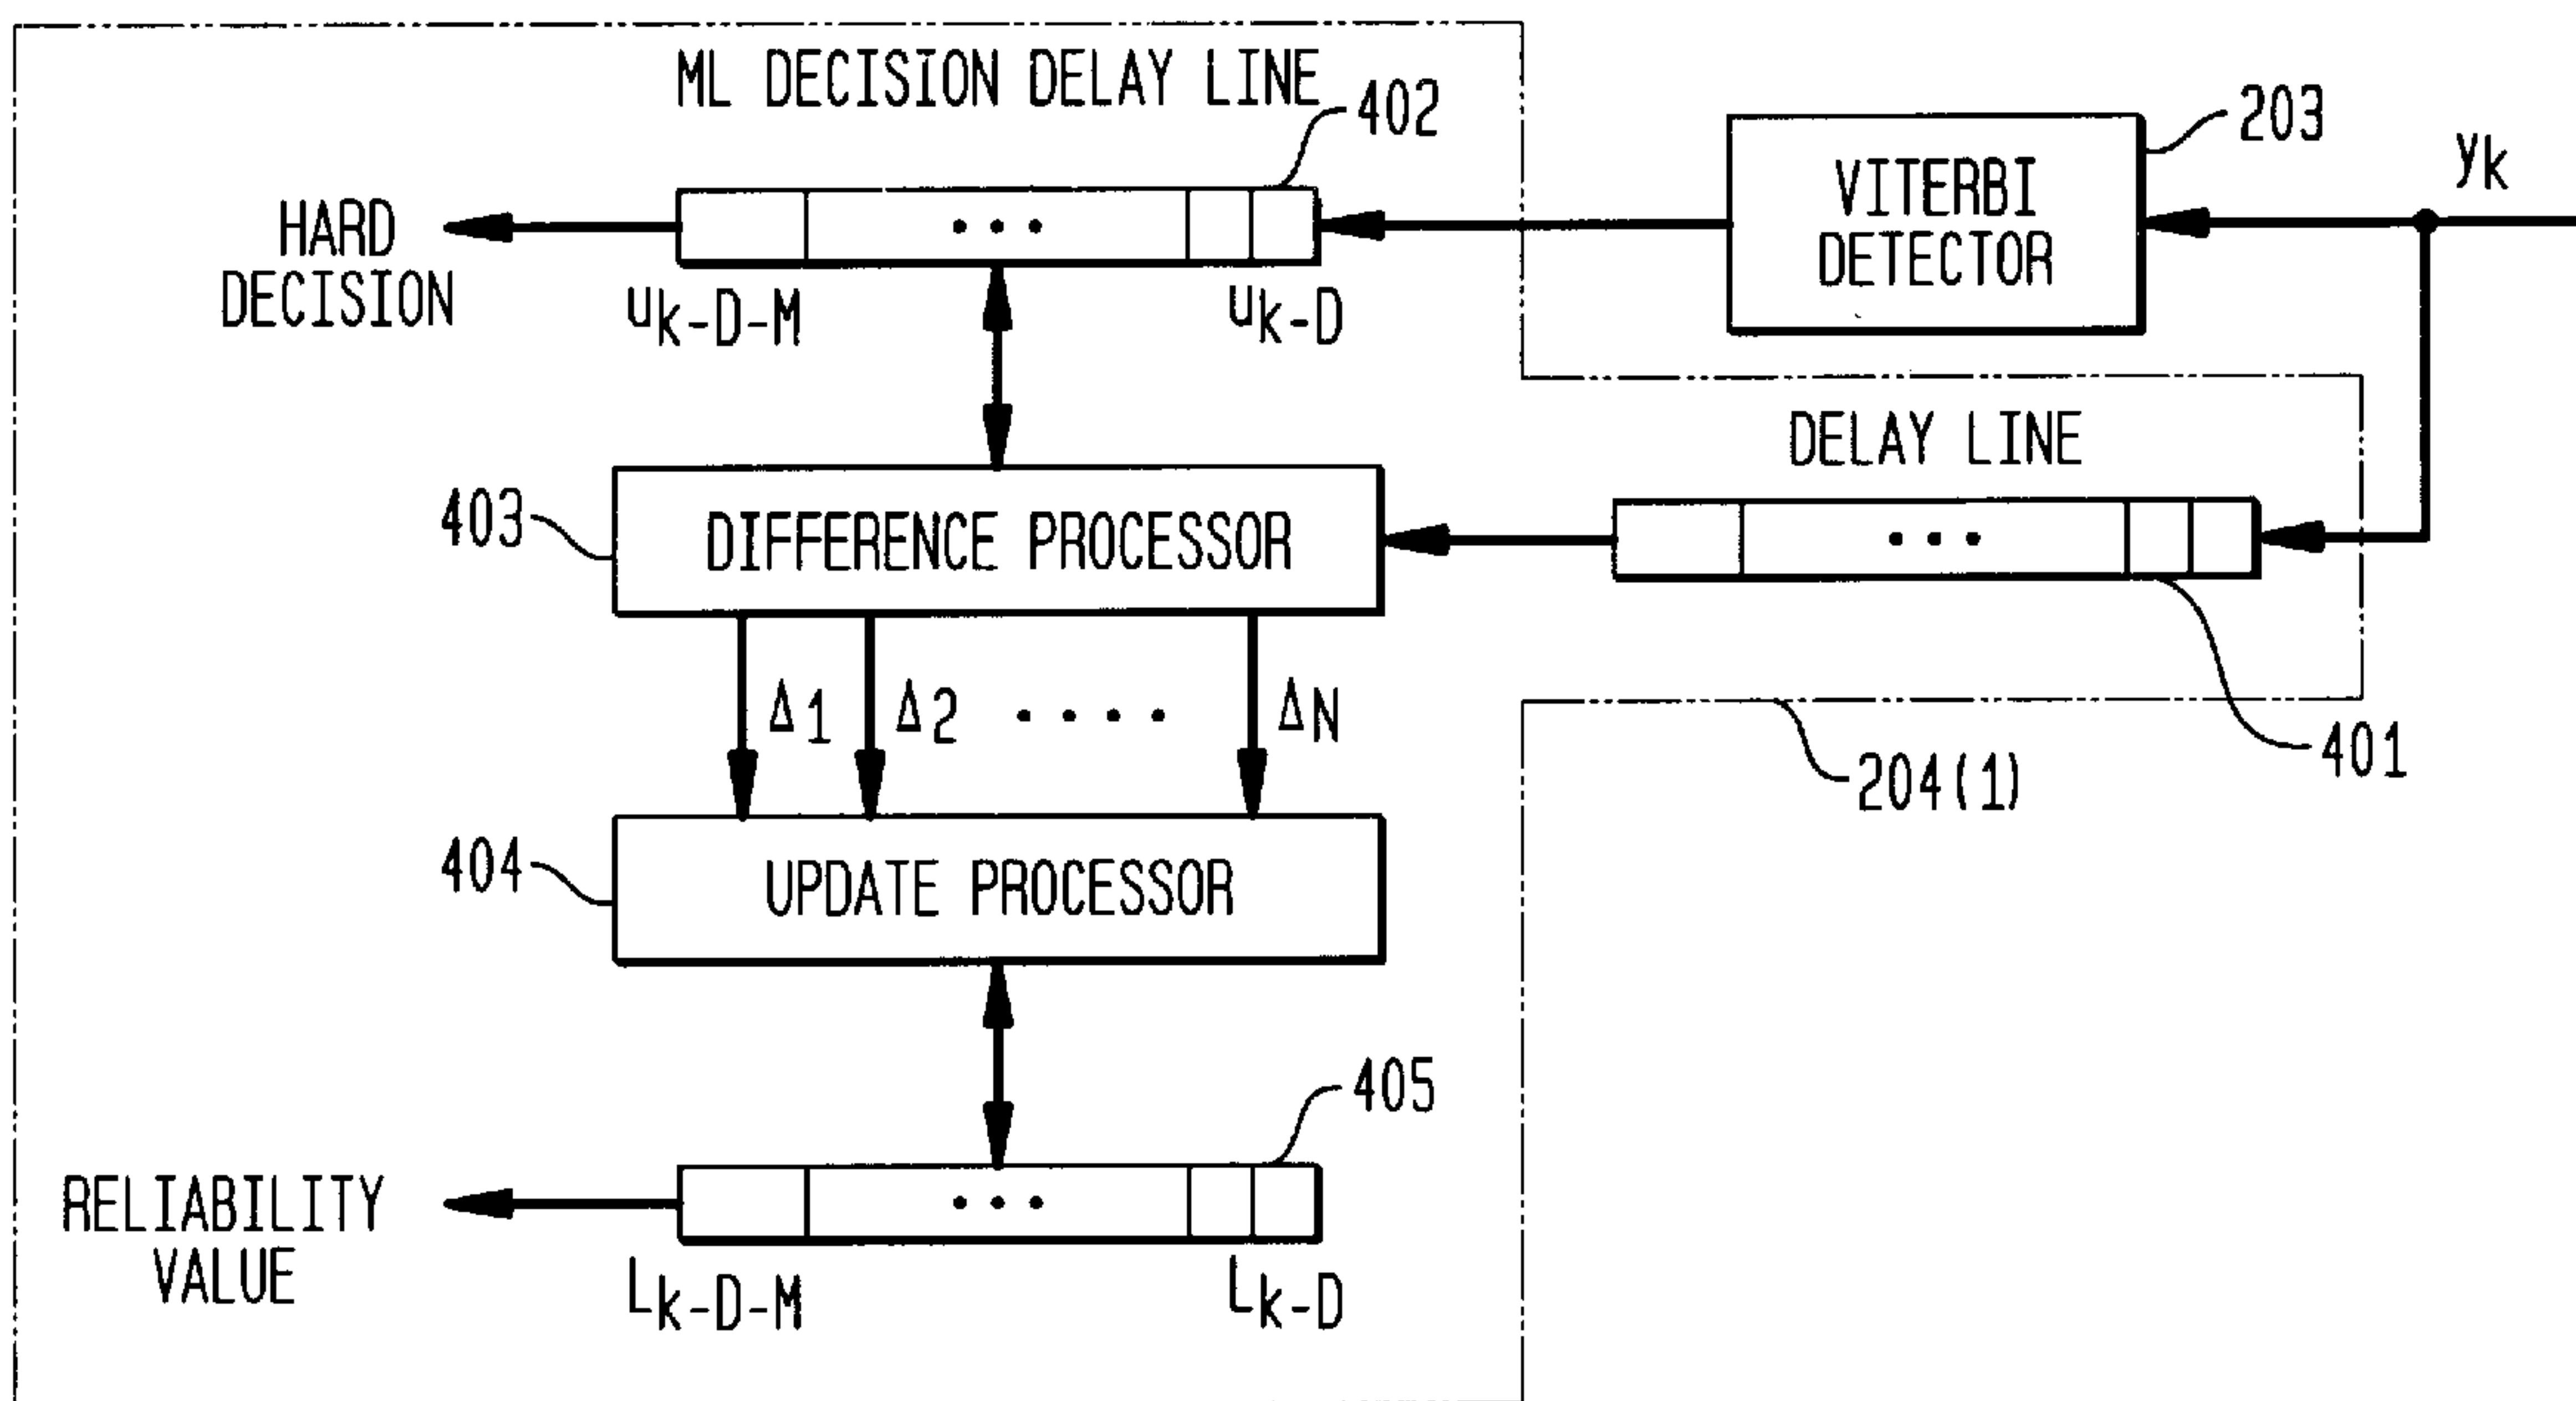 ML DECISION DELAY LINE
402
203
yk
VITERBI
DETECTOR
HARD
DECISION
uk-D-M
uk-D
DELAY LINE
403
DIFFERENCE PROCESSOR
Δ1
Δ2
. . . .
ΔN
401
204(1)
404
UPDATE PROCESSOR
405
RELIABILITY
VALUE
Lk-D-M
Lk-D